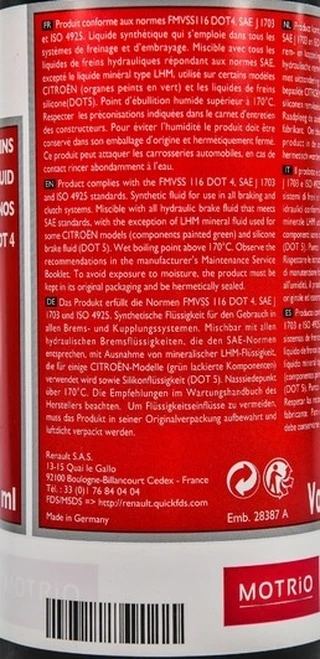 FR Produit conforme aux normes FMVSS116 DOT4, SAE J 1703
et ISO 4925. Liquide synthétique qui s'emploie dans tous les
systèmes de freinage et d'embrayage. Miscible avec tous les
liquides de freins hydrauliques répondant aux normes SAE,
excepté le liquide minéral type LHM, utilisé sur certains modèles
CITROËN (organes peints en vert) et les liquides de freins
silicone(DOT5). Point d'ébullition humide supérieur à 170°C.
Respecter les préconisations indiquées dans le carnet d'entretien
des constructeurs. Pour éviter l'humidité le produit doit être
conservé dans son emballage d'origine et hermétiquement fermé.
Ce produit peut attaquer les carrosseries automobiles, en cas de
contact rincer abondamment à l'eau.
EN Product complies with the FMVSS 116 DOT 4, SAE J 1703
and ISO 4925 standards. Synthetic fluid for use in all braking and
clutch systems. Miscible with all hydraulic brake fluid that meets
SAE standards, with the exception of LHM mineral fluid used for
some CITROËN models (components painted green) and silicone
brake fluid (DOT 5). Wet boiling point above 170°C. Observe the
recommendations in the manufacturer's Maintenance Service
Booklet. To avoid exposure to moisture, the product must be
kept in its original packaging and be hermetically sealed.
DE Das Produkt erfüllt die Normen FMVSS 116 DOT 4, SAE J
1703 und ISO 4925. Synthetische Flüssigkeit für den Gebrauch in
allen Brems- und Kupplungssystemen. Mischbar mit allen
hydraulischen Bremsflüssigkeiten, die den SAE-Normen
entsprechen, mit Ausnahme von mineralischer LHM-Flüssigkeit,
die für einige CITROËN-Modelle (grün lackierte Komponenten)
verwendet wird sowie Silikonflüssigkeit (DOT 5). Nasssiedepunkt
über 170°C. Die Empfehlungen im Wartungshandbuch des
Herstellers beachten. Um Flüssigkeitseinflüsse zu vermeiden,
muss das Produkt in seiner Originalverpackung aufbewahrt und
luftdicht verpackt werden.
Renault S.A.S.
13-15 Quai le Gallo
92100 Boulogne-Billancourt Cedex - France
Tél. : 33 (0)1 76 84 04 04
FDS/MSDS => http://renault.quickfds.com
Made in Germany
Emb. 28387 A
NL
IT
ES
DOT 4
ml
MOTRIO
MOTRIO